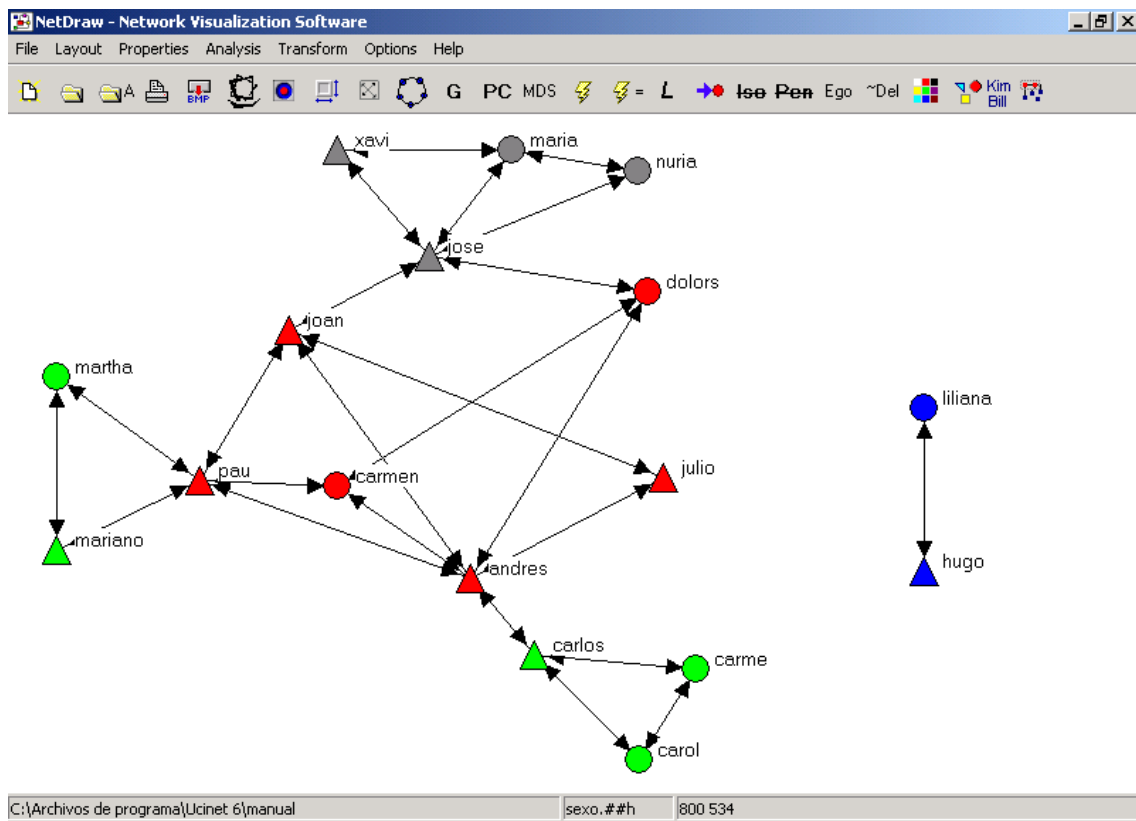 NetDraw - Network Visualization Software
File Layout Properties Analysis Transform Options Help
A BMP G PC MDS = L Iso Pen Ego ~Del Kim Bill
xavi
maria
nuria
jose
dolors
joan
martha
liliana
pau
carmen
julio
mariano
andres
hugo
carlos
carme
carol
C:\Archivos de programa\Ucinet 6\manual sexo.##h 800 534